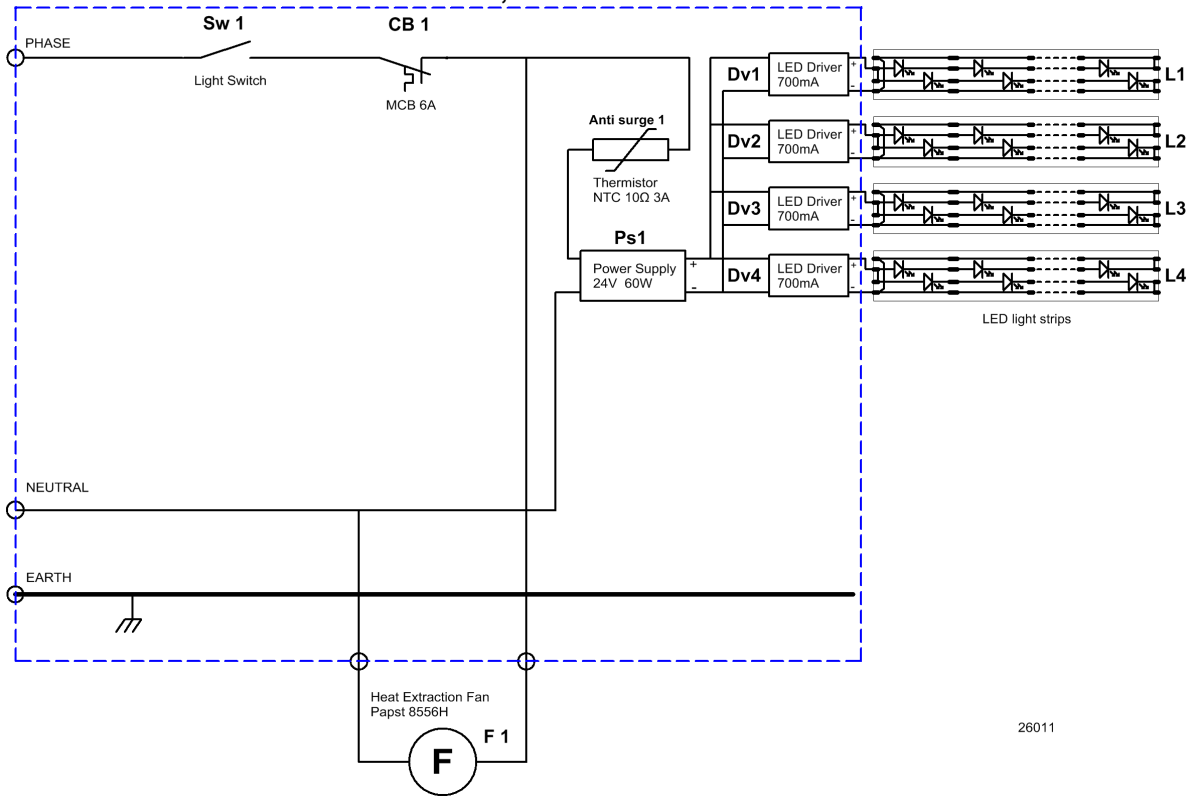 Sw 1
CB 1
PHASE
Light Switch
MCB 6A
Anti surge 1
Thermistor
NTC 10Ω 3A
Ps1
Power Supply
24V 60W
+
-
Dv1
LED Driver
700mA
+
-
L1
Dv2
LED Driver
700mA
+
-
L2
Dv3
LED Driver
700mA
+
-
L3
Dv4
LED Driver
700mA
+
-
L4
LED light strips
NEUTRAL
EARTH
Heat Extraction Fan
Papst 8556H
F 1
F
26011